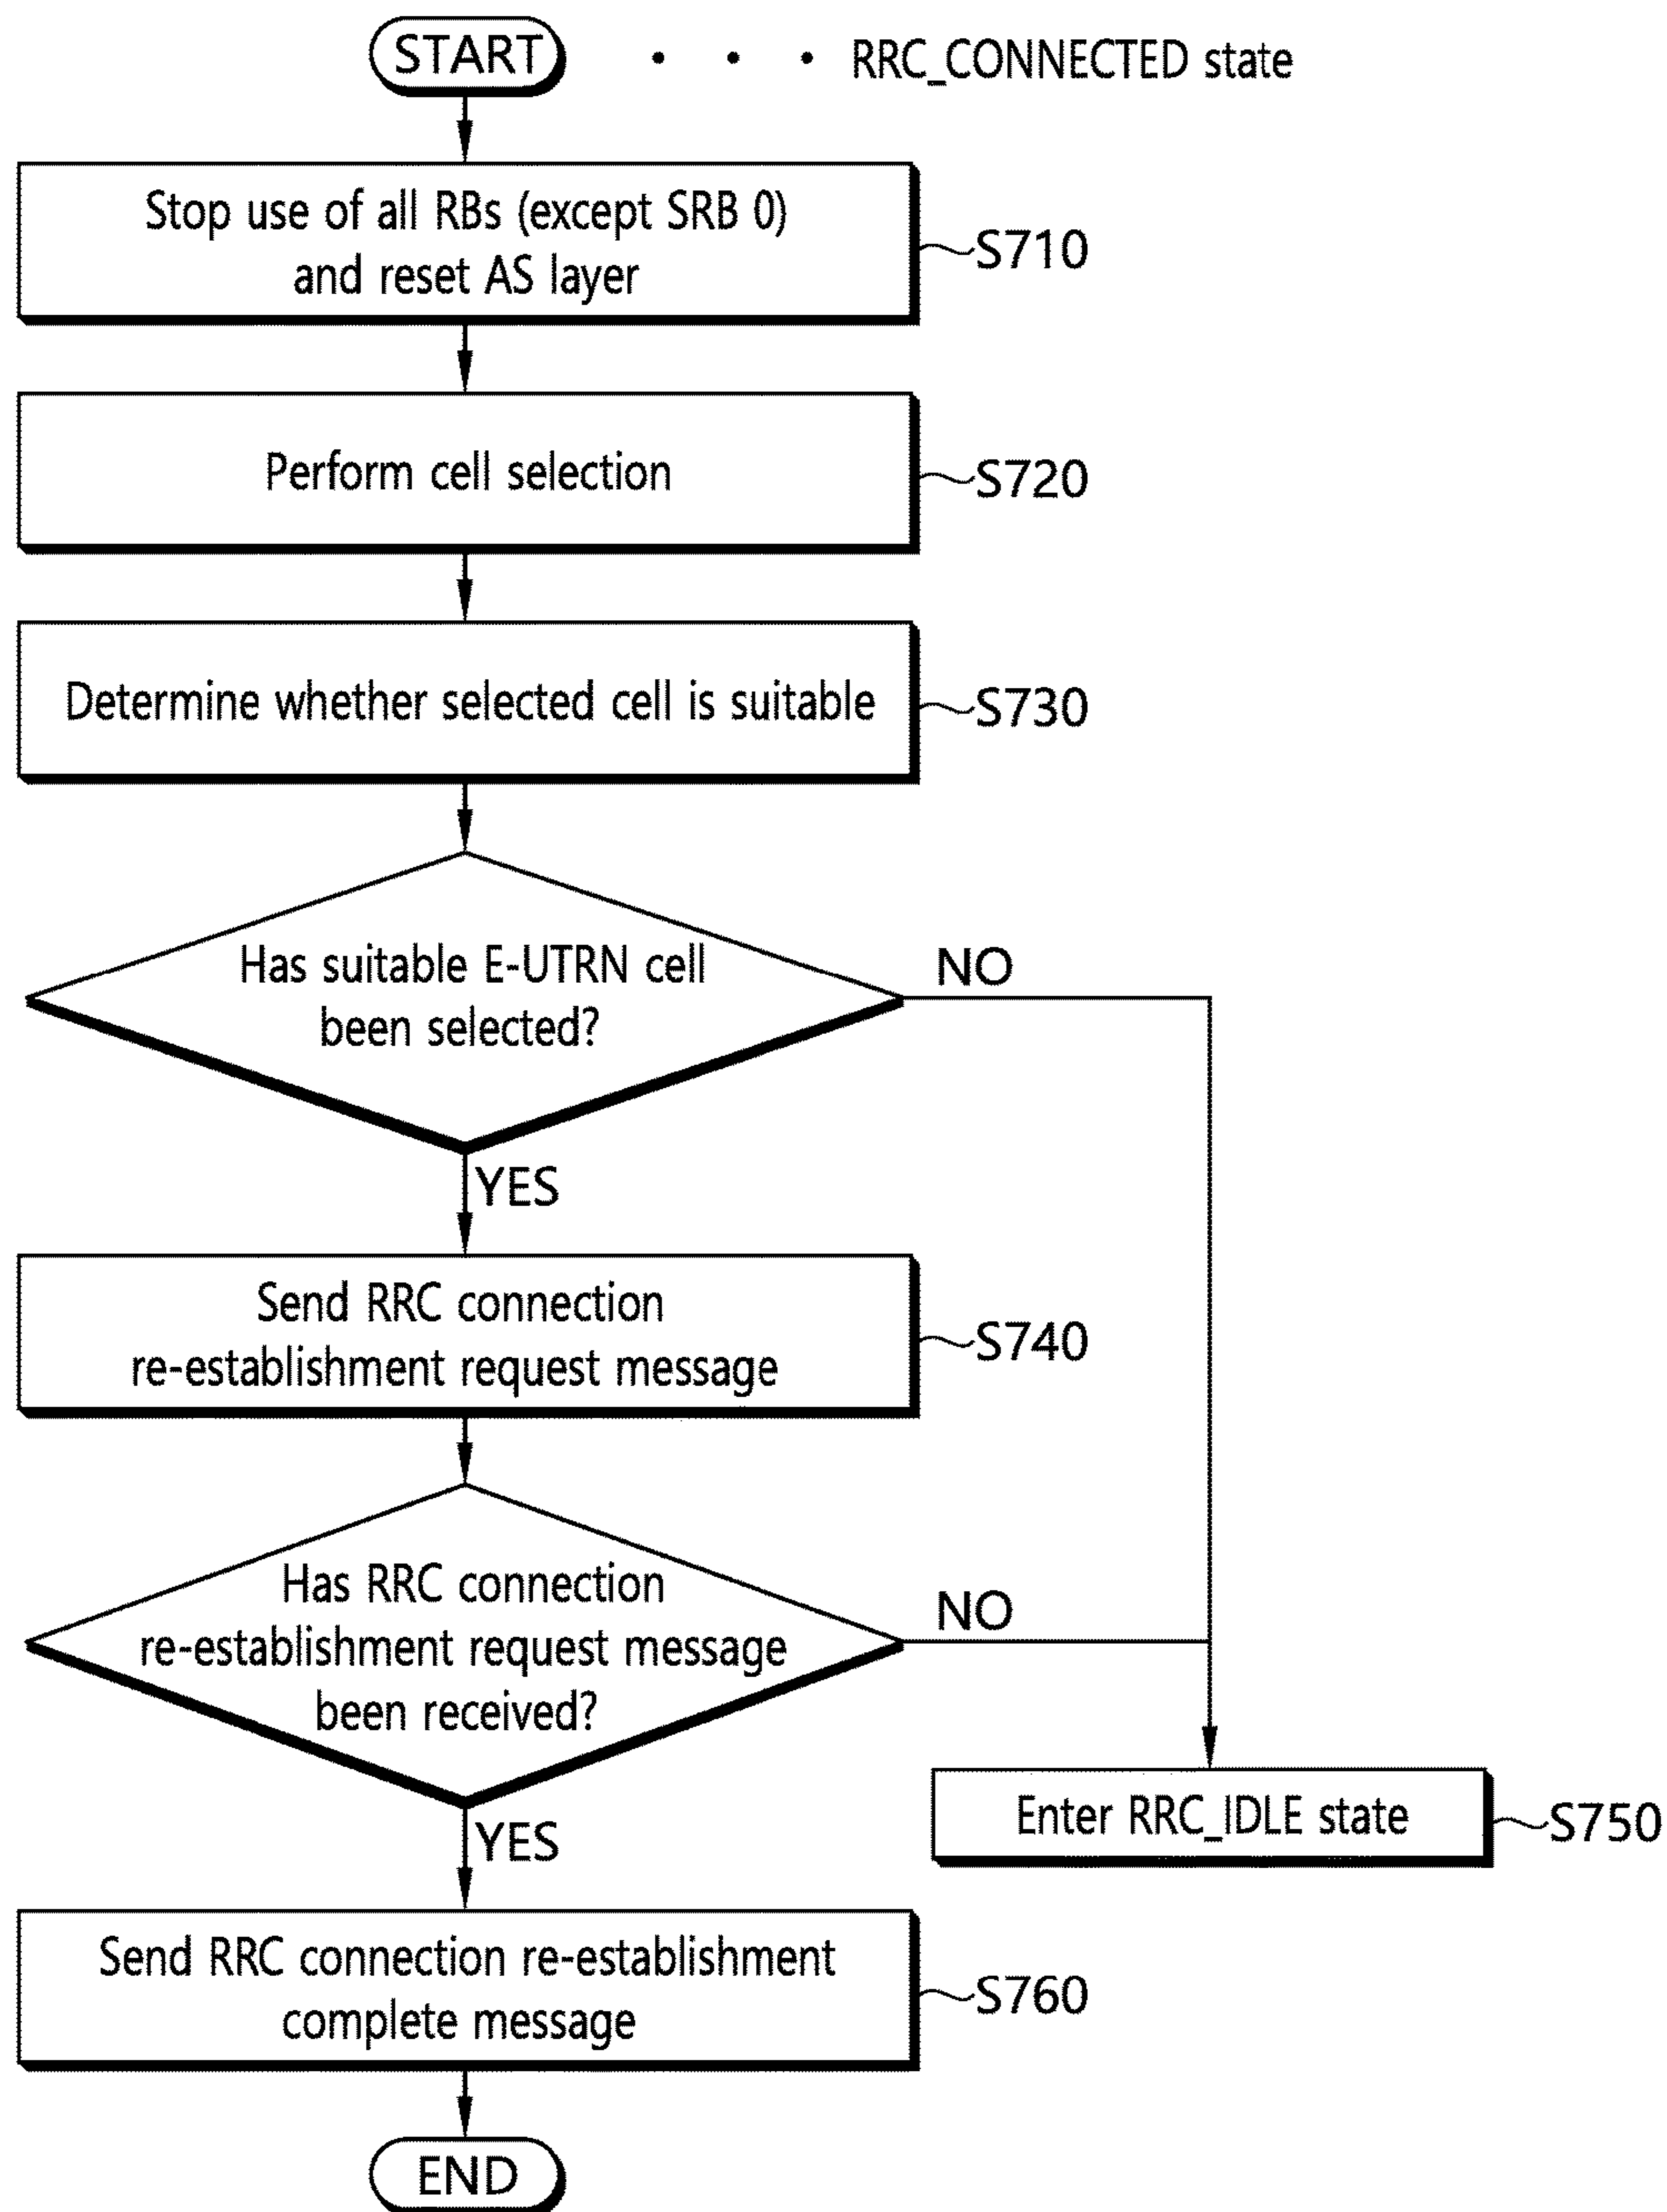 START
RRC_CONNECTED state
Stop use of all RBs (except SRB 0)
and reset AS layer
S710
Perform cell selection
S720
Determine whether selected cell is suitable
S730
Has suitable E-UTRN cell
been selected?
NO
YES
Send RRC connection
re-establishment request message
S740
Has RRC connection
re-establishment request message
been received?
NO
YES
Enter RRC_IDLE state
S750
Send RRC connection re-establishment
complete message
S760
END